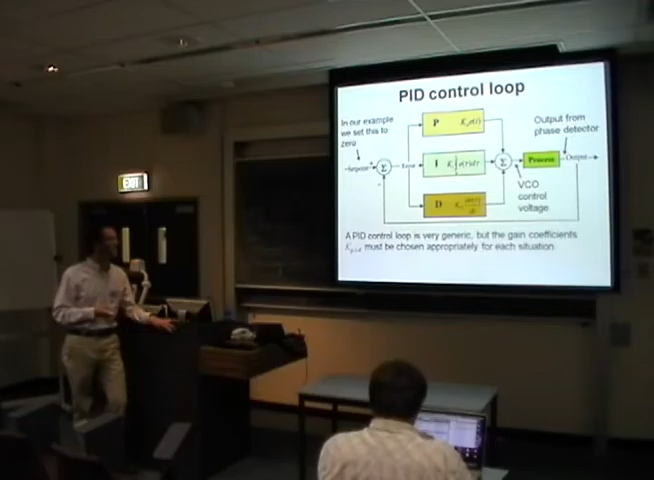 PID control loop
In our example
we set this to
zero
Output from
phase detector
P
I
D
Σ
Σ
Error
Process
Output
VCO
control
voltage
A PID control loop is very generic, but the gain coefficients
must be chosen appropriately for each situation
EXIT